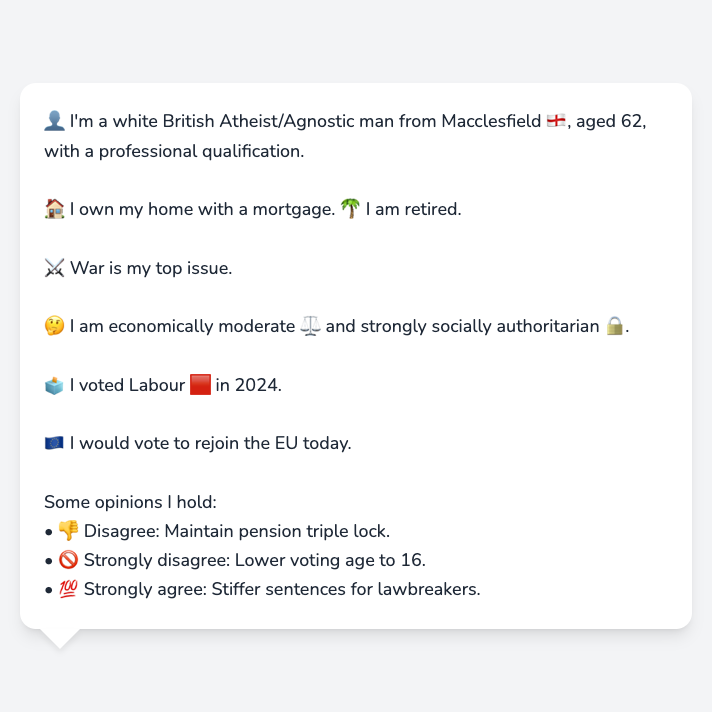 👤 I'm a white British Atheist/Agnostic man from Macclesfield 🏴󠁧󠁢󠁥󠁮󠁧󠁿, aged 62,
with a professional qualification.
🏠 I own my home with a mortgage. 🌴 I am retired.
⚔️ War is my top issue.
🤔 I am economically moderate ⚖️ and strongly socially authoritarian 🔒.
🗳️ I voted Labour 🟥 in 2024.
🇪🇺 I would vote to rejoin the EU today.
Some opinions I hold:
• 👎 Disagree: Maintain pension triple lock.
• 🚫 Strongly disagree: Lower voting age to 16.
• 💯 Strongly agree: Stiffer sentences for lawbreakers.